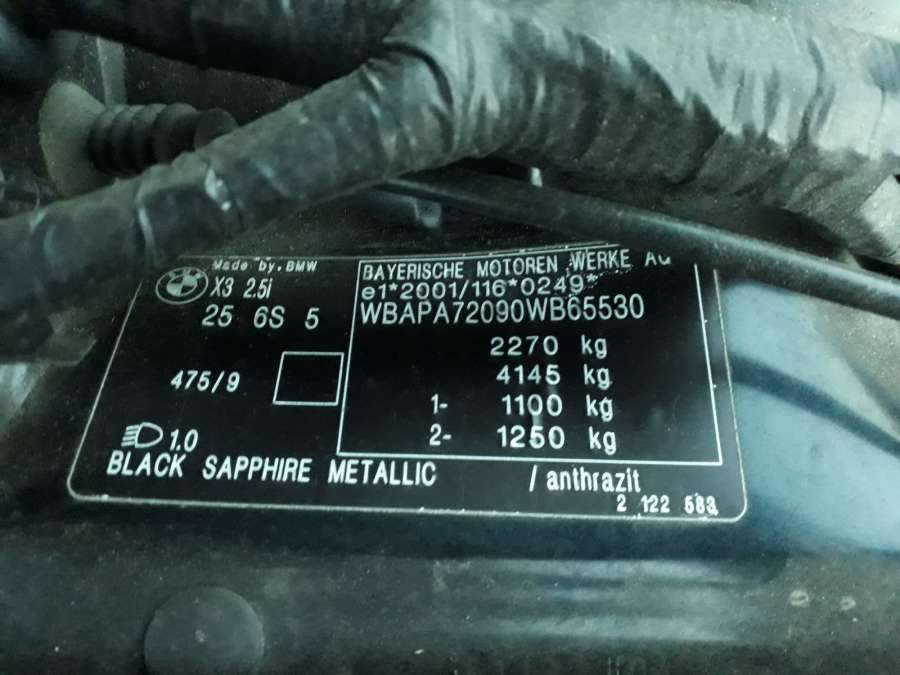 Made by. BMW
X3 2.5i
25 6S 5
475/9
1.0
BAYERISCHE MOTOREN WERKE AG
e1*2001/116*0249*
WBAPA72090WB65530
2270 kg
4145 kg
1- 1100 kg
2- 1250 kg
BLACK SAPPHIRE METALLIC / anthrazit
2 122 583